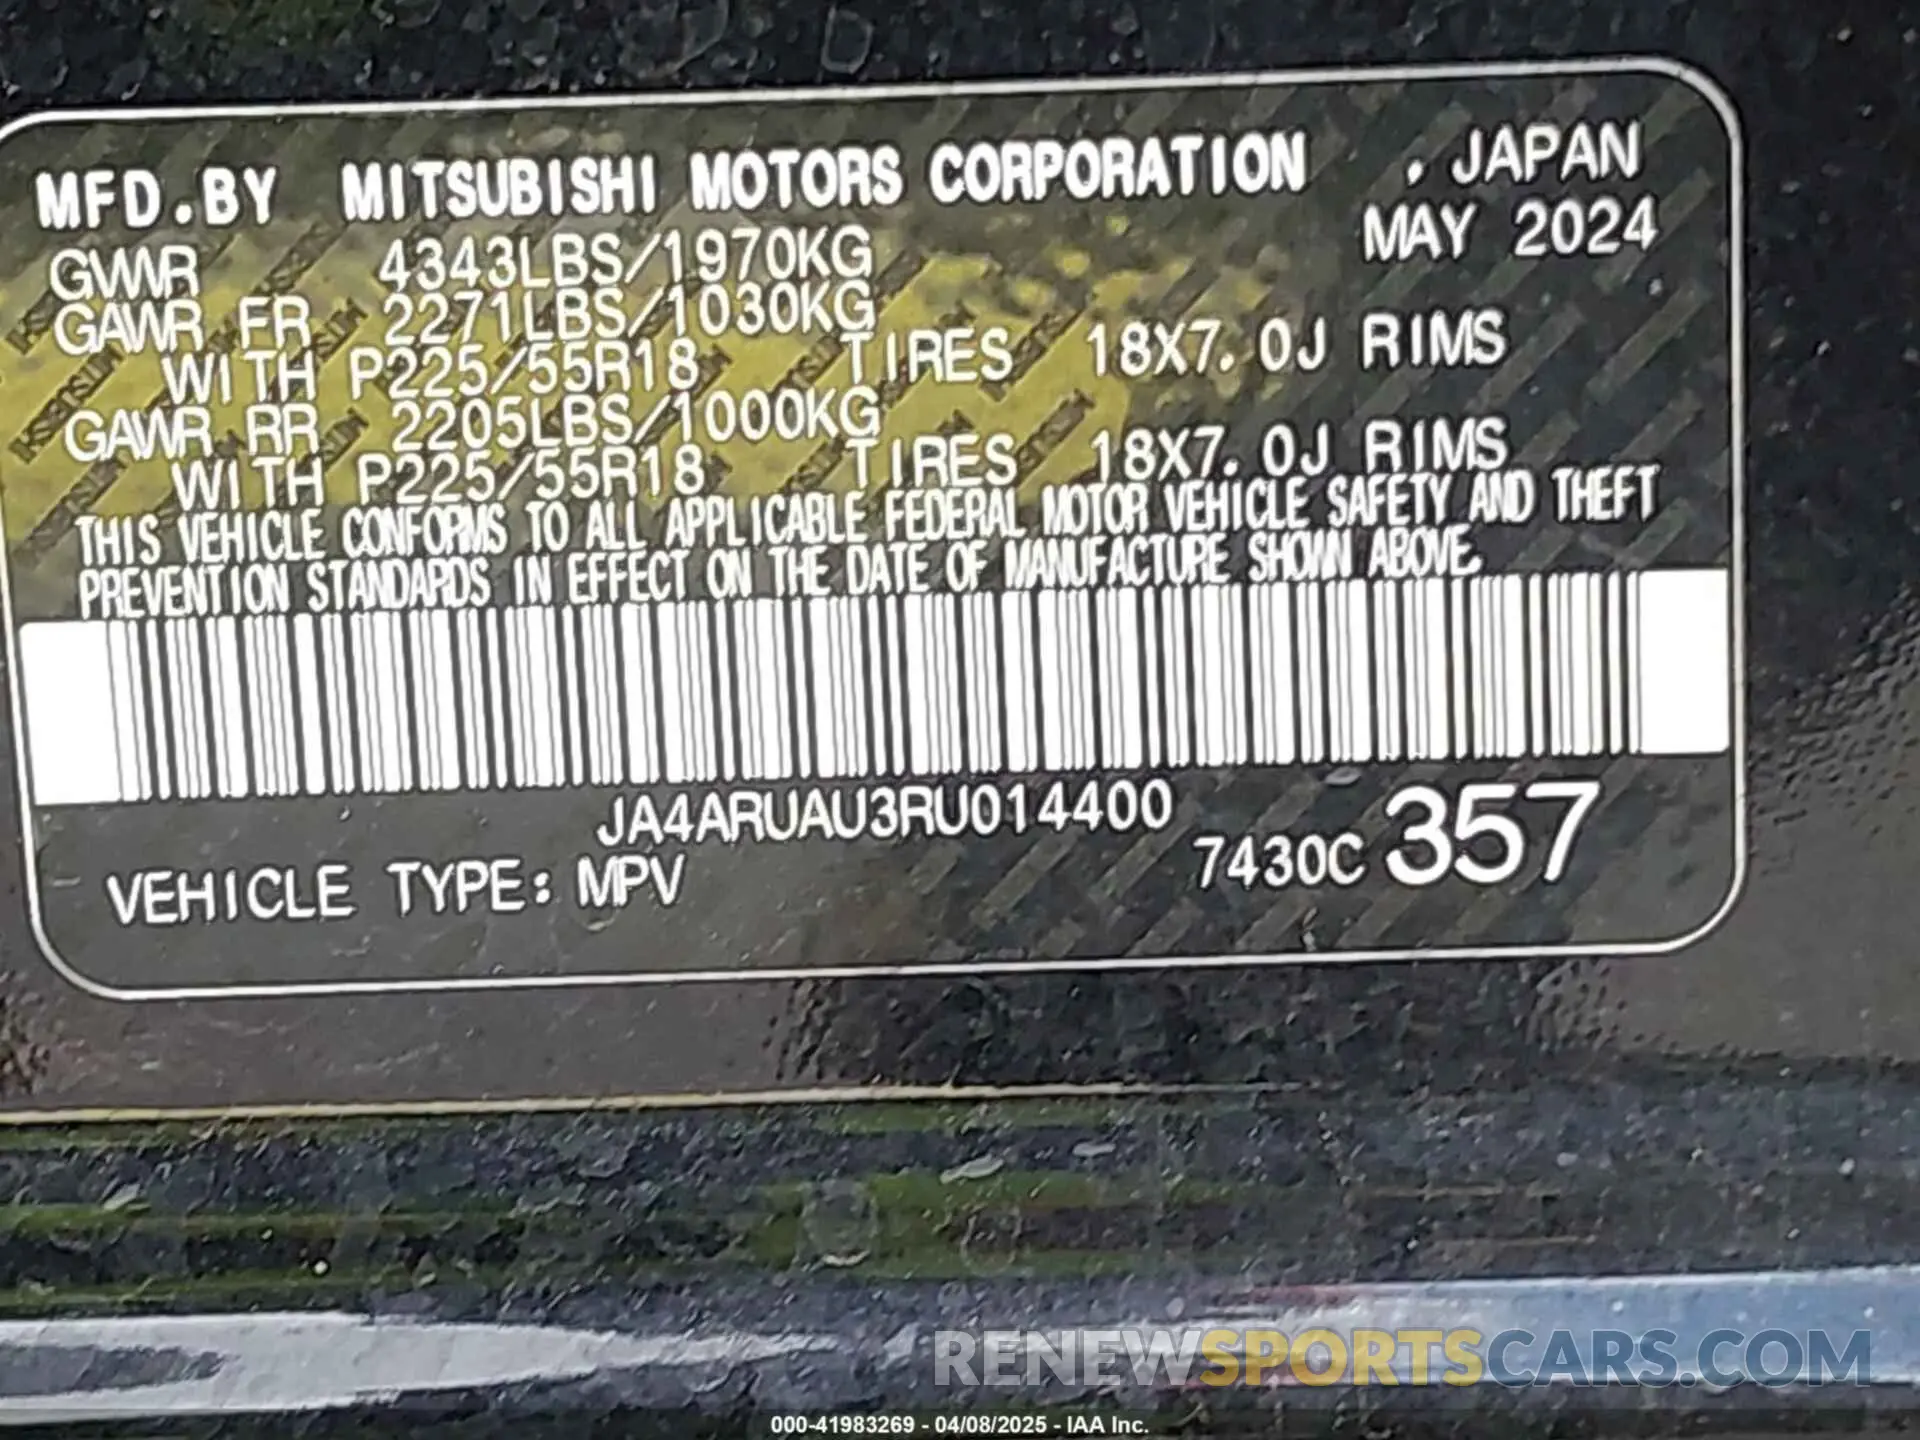 MFD.BY MITSUBISHI MOTORS CORPORATION , JAPAN
MAY 2024
GVWR 4343LBS/1970KG
GAWR FR 2271LBS/1030KG
WITH P225/55R18 TIRES 18X7.0J RIMS
GAWR RR 2205LBS/1000KG
WITH P225/55R18 TIRES 18X7.0J RIMS
THIS VEHICLE CONFORMS TO ALL APPLICABLE FEDERAL MOTOR VEHICLE SAFETY AND THEFT
PREVENTION STANDARDS IN EFFECT ON THE DATE OF MANUFACTURE SHOWN ABOVE.
JA4ARUAU3RU014400
7430C 357
VEHICLE TYPE: MPV
RENEWSPORTSCARS.COM
000-41983269 - 04/08/2025 - IAA Inc.